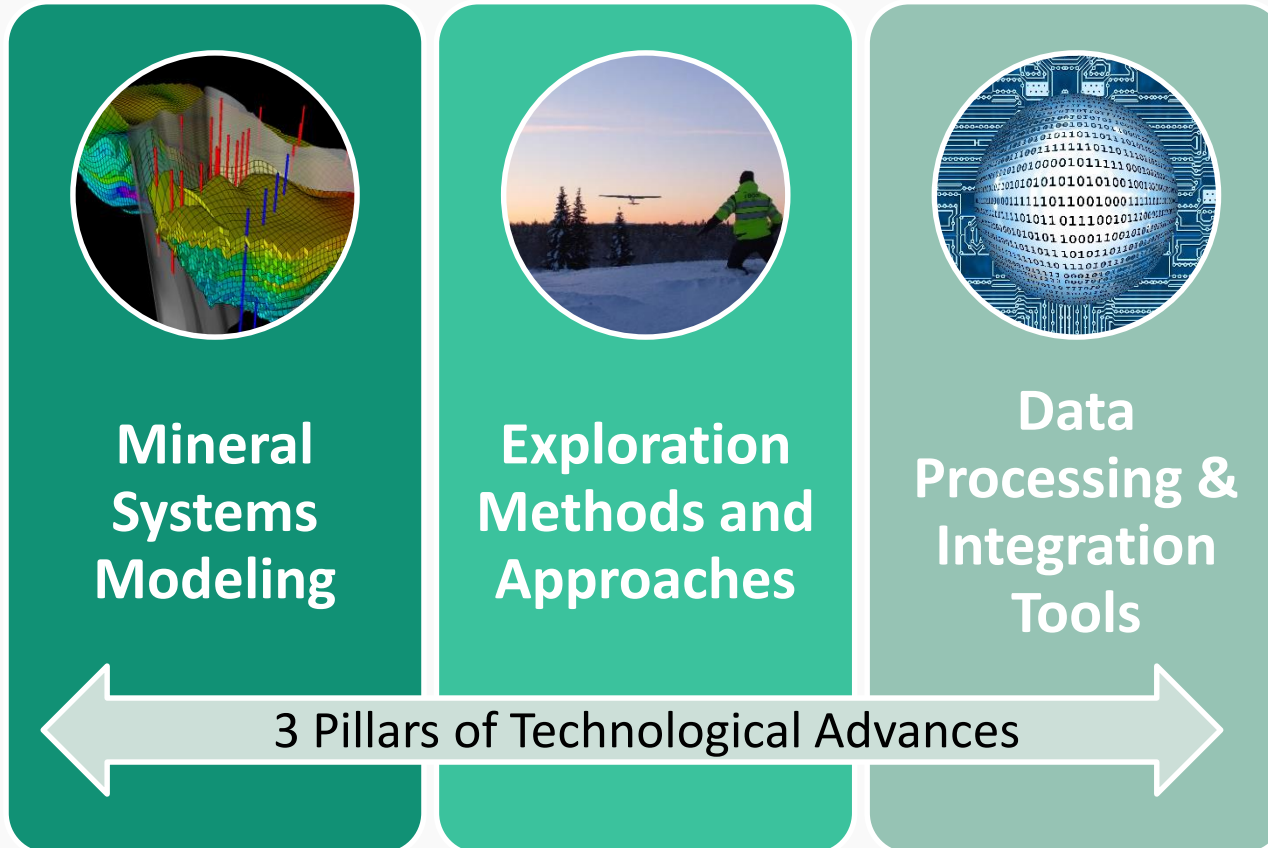 Mineral
Systems
Modeling
Exploration
Methods and
Approaches
Data
Processing &
Integration
Tools
3 Pillars of Technological Advances